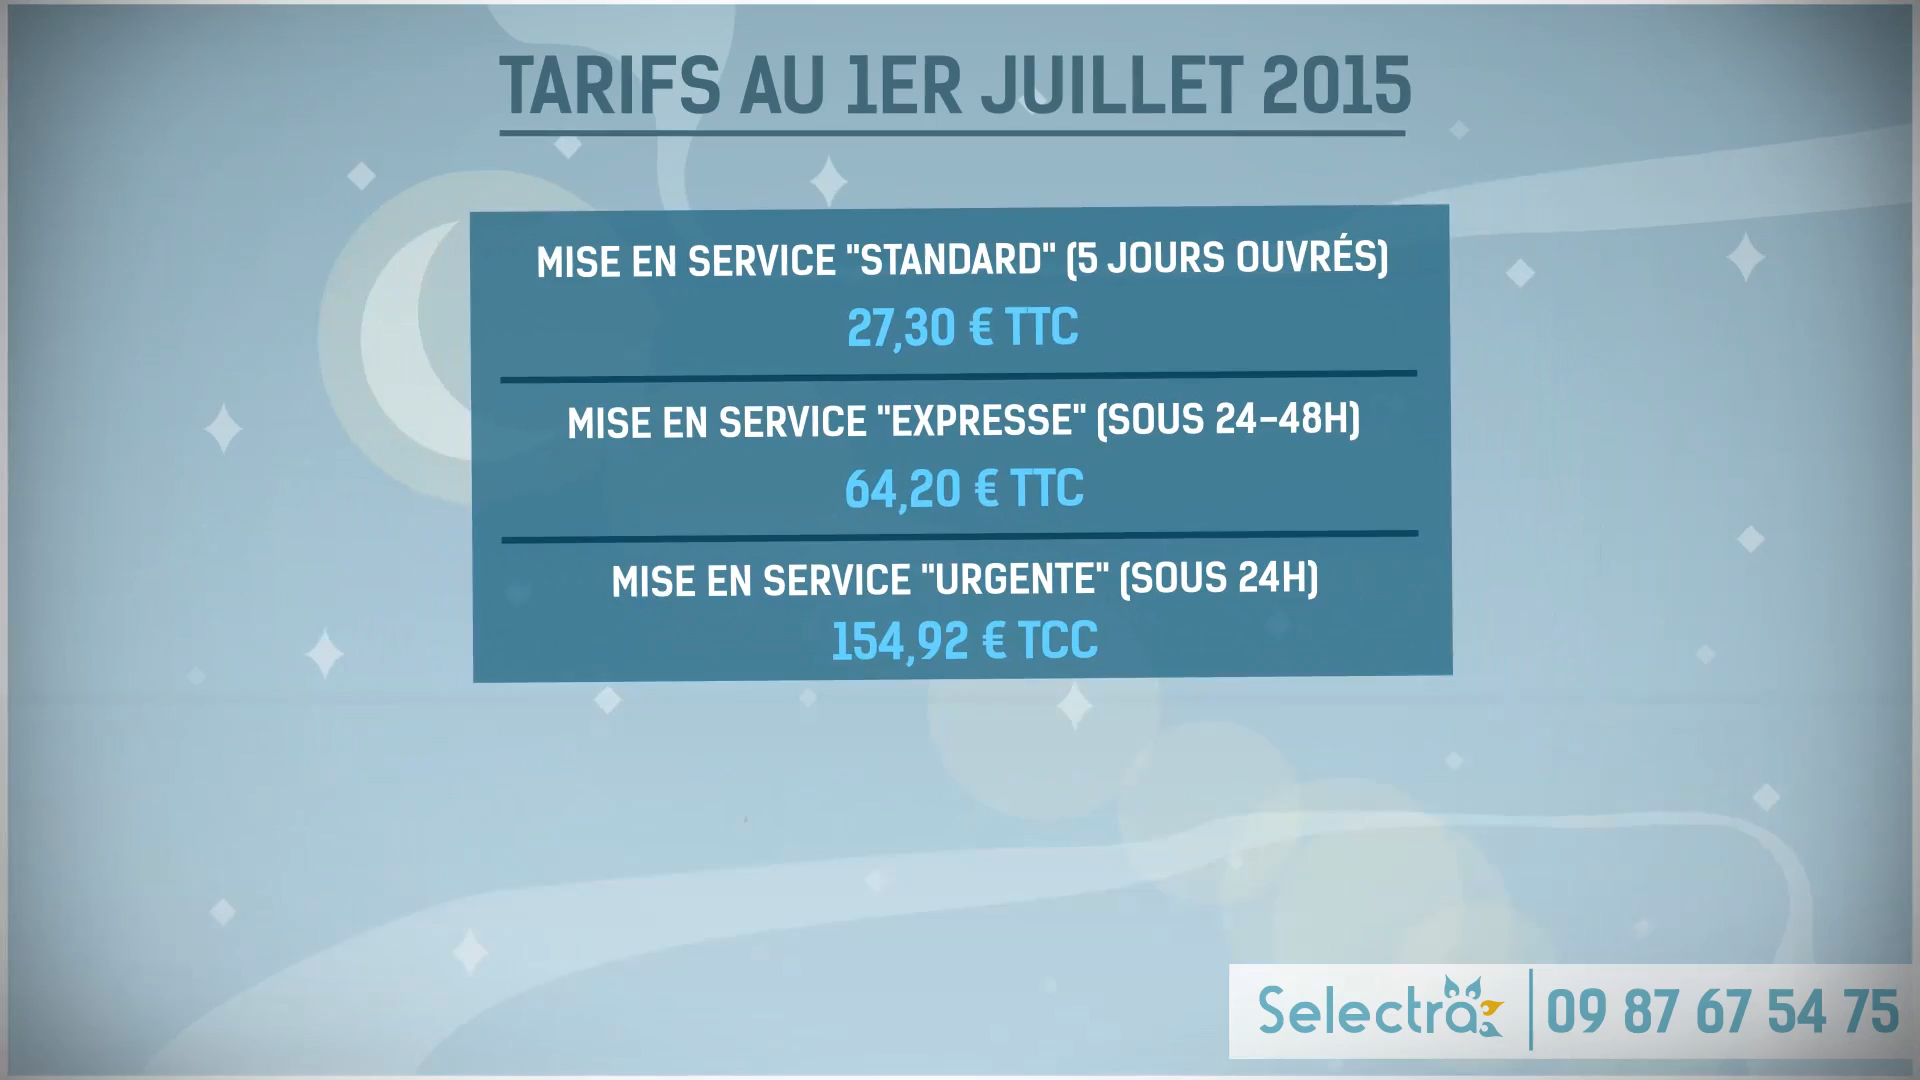 TARIFS AU 1ER JUILLET 2015
MISE EN SERVICE "STANDARD" (5 JOURS OUVRÉS)
27,30 € TTC
MISE EN SERVICE "EXPRESSE" (SOUS 24-48H)
64,20 € TTC
MISE EN SERVICE "URGENTE" (SOUS 24H)
154,92 € TCC
Selectra
09 87 67 54 75